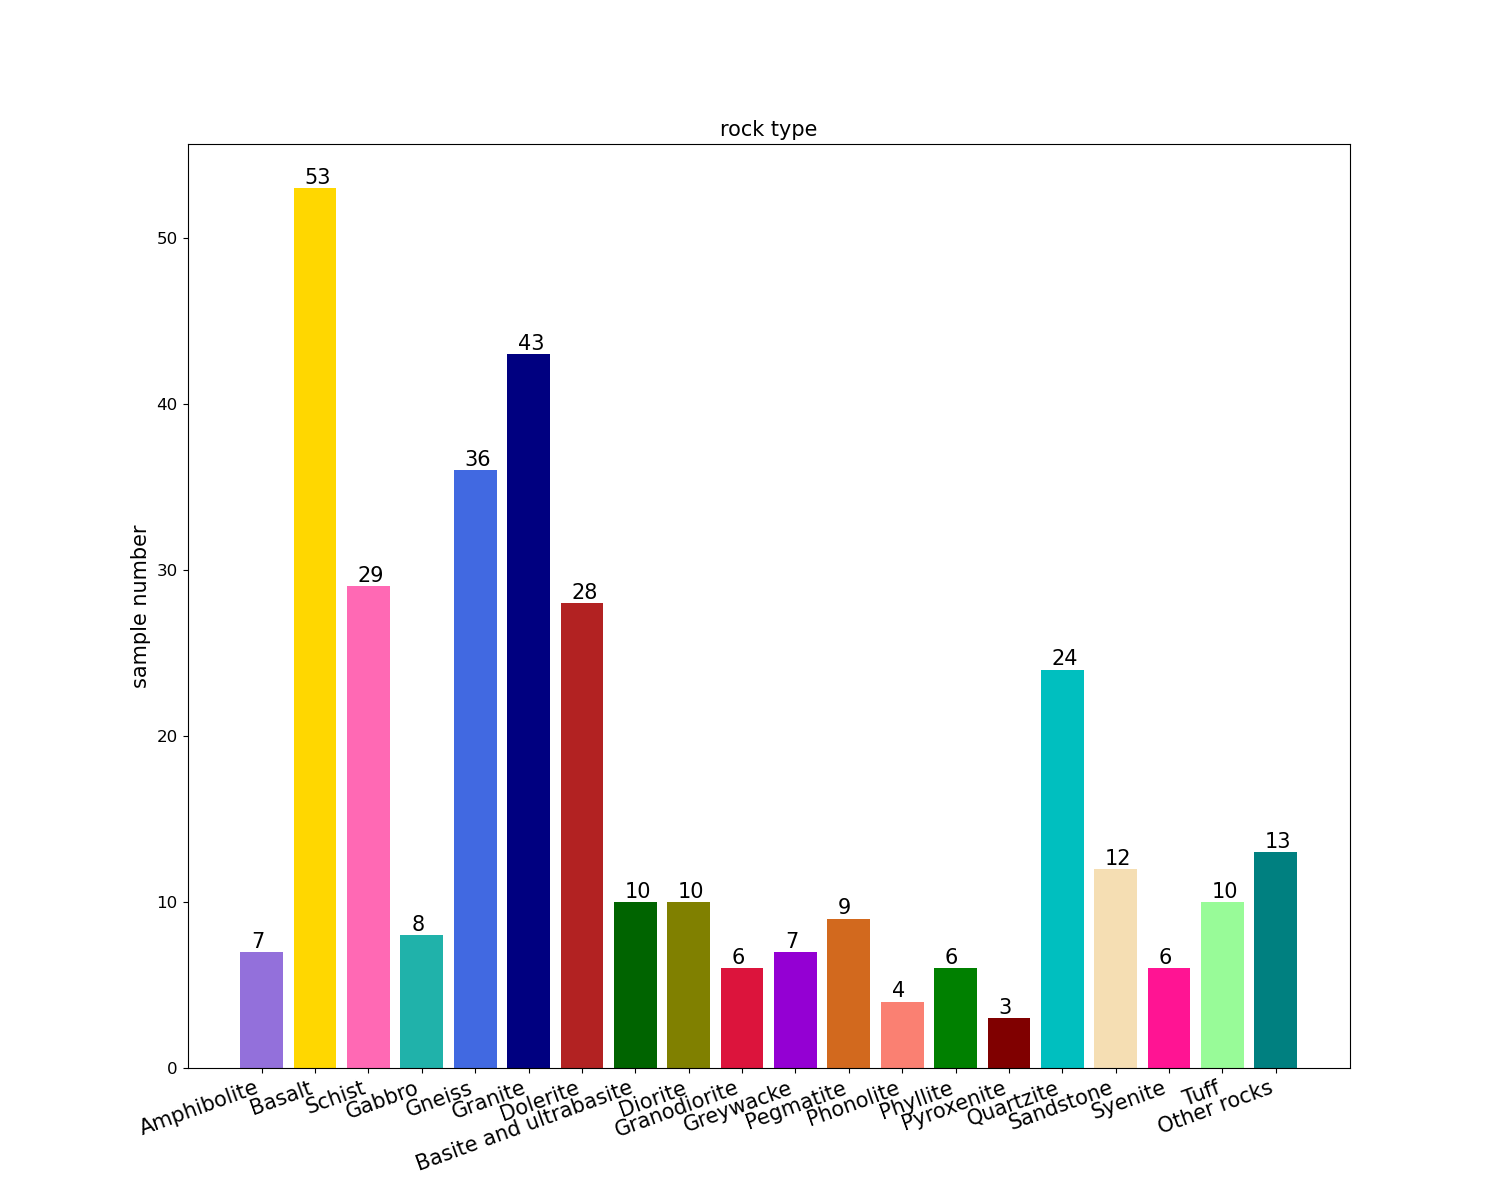 rock type
sample number
50
40
30
20
10
0
7
53
29
8
36
43
28
10
10
6
7
9
4
6
3
24
12
6
10
13
Amphibolite
Basalt
Schist
Gabbro
Gneiss
Granite
Dolerite
Basite and ultrabasite
Diorite
Granodiorite
Greywacke
Pegmatite
Phonolite
Phyllite
Pyroxenite
Quartzite
Sandstone
Syenite
Tuff
Other rocks